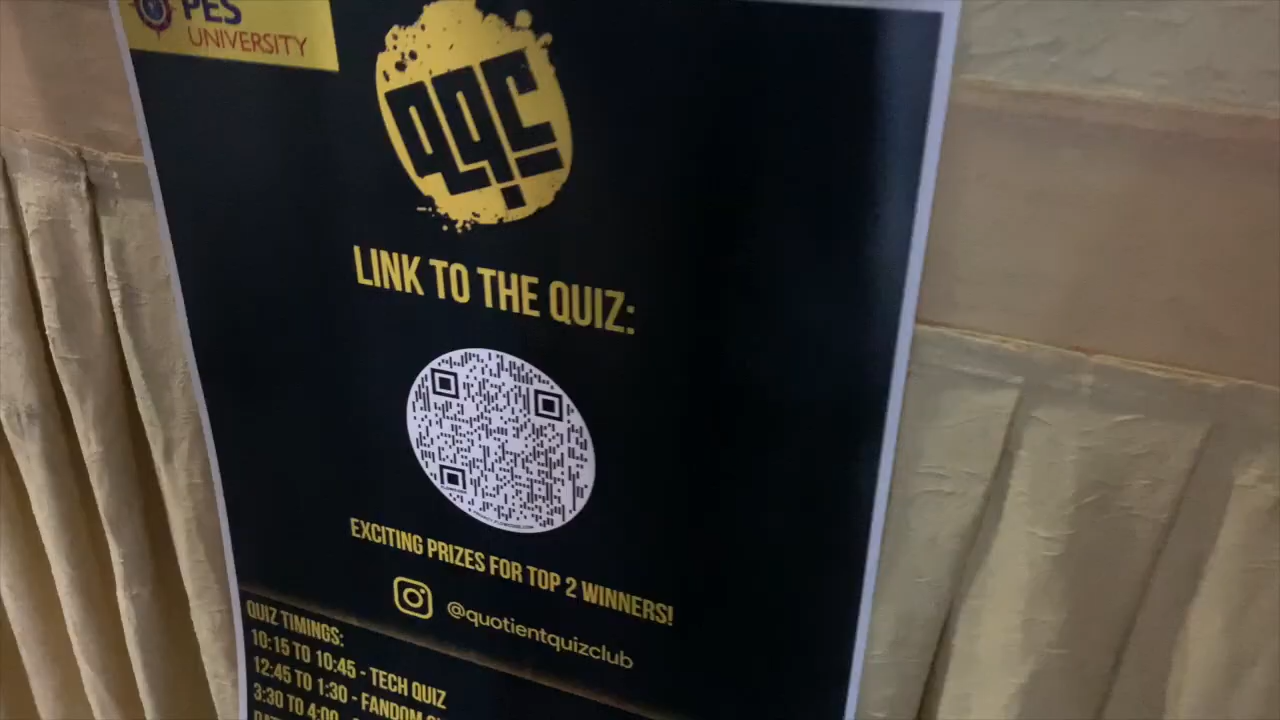 PES
UNIVERSITY
qqc
LINK TO THE QUIZ:
EXCITING PRIZES FOR TOP 2 WINNERS!
@quotientquizclub
QUIZ TIMINGS:
10:15 TO 10:45 - TECH QUIZ
12:45 TO 1:30 - FANDOM
3:30 TO 4:00 -